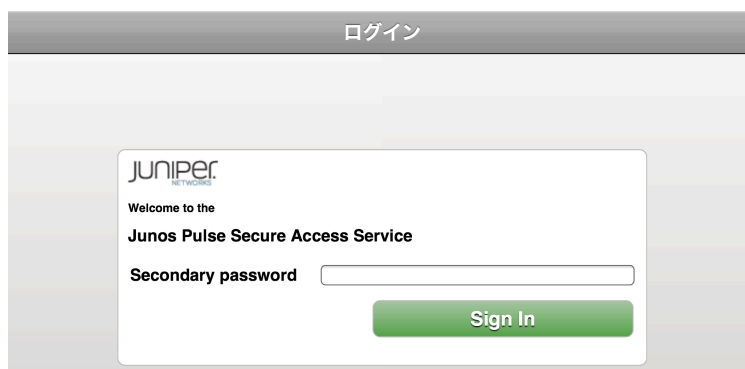 ログイン
JUNIPER
NETWORKS
Welcome to the
Junos Pulse Secure Access Service
Secondary password
Sign In